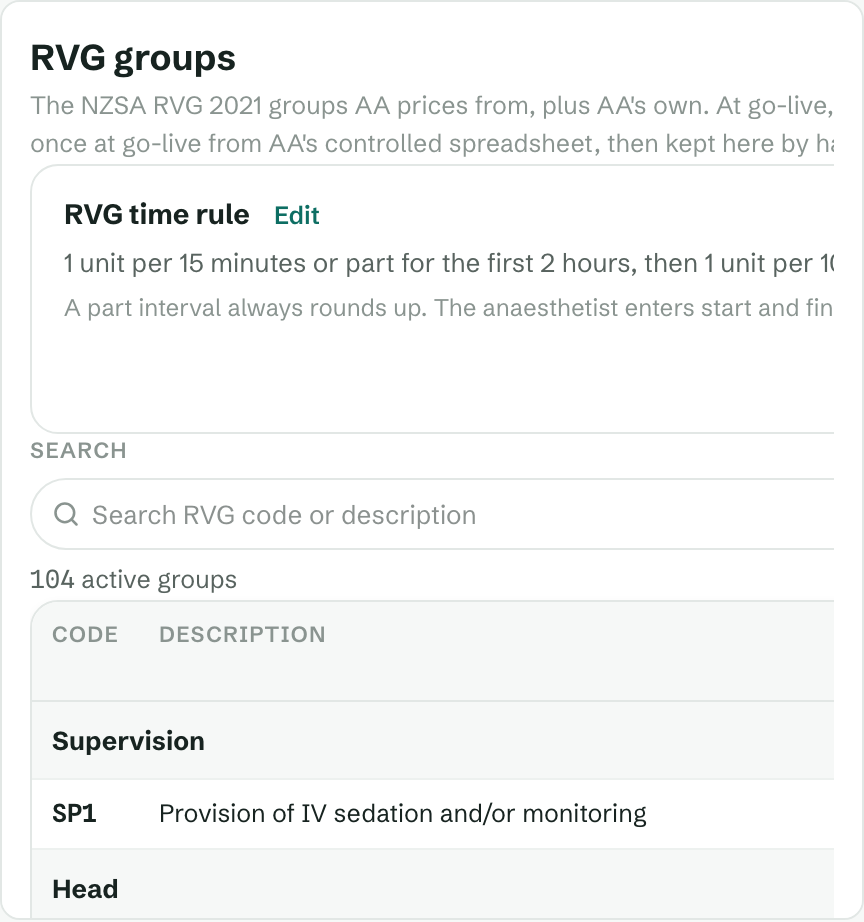 RVG groups
The NZSA RVG 2021 groups AA prices from, plus AA's own. At go-live,
once at go-live from AA's controlled spreadsheet, then kept here by
RVG time rule Edit
1 unit per 15 minutes or part for the first 2 hours, then 1 unit per
A part interval always rounds up. The anaesthetist enters start and
SEARCH
Search RVG code or description
104 active groups
CODE DESCRIPTION
Supervision
SP1 Provision of IV sedation and/or monitoring
Head